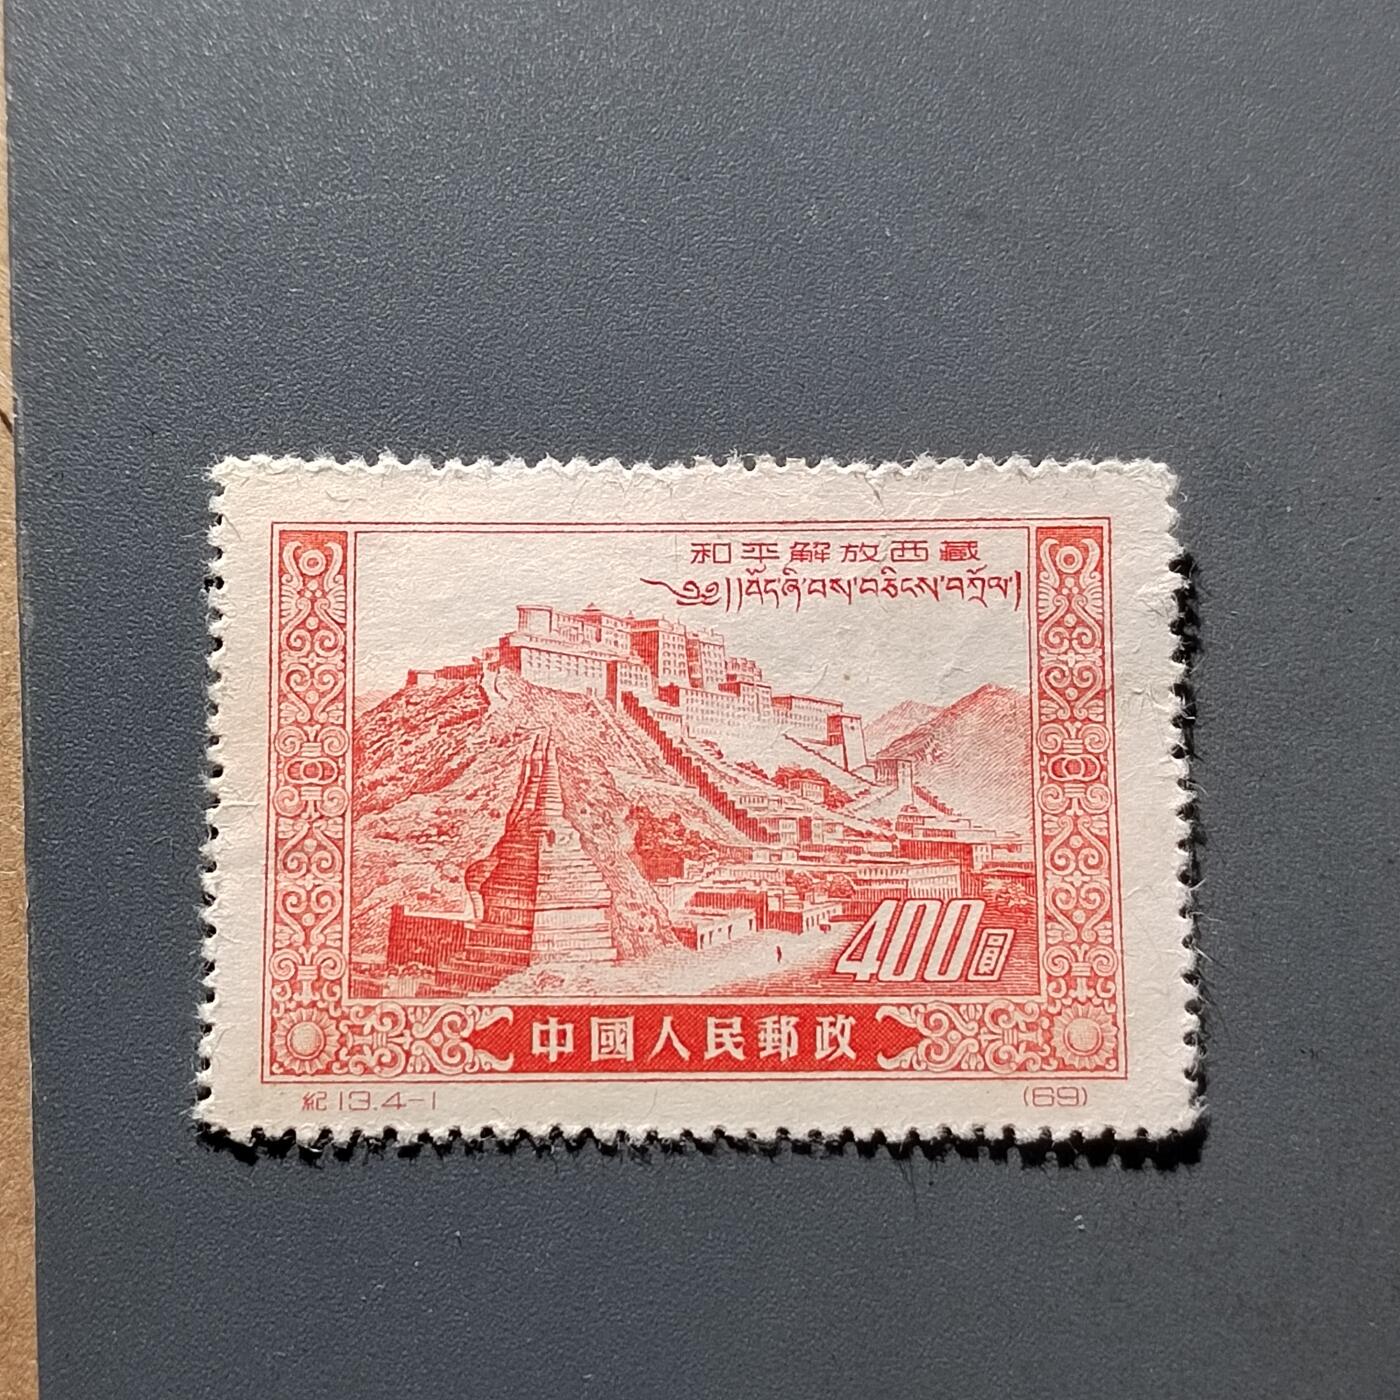 和平解放西藏
༄༅།།བོད་ཞི་བས་བཅིངས་བཀྲོལ།
400圓
中國人民郵政
紀13.4-1
(69)